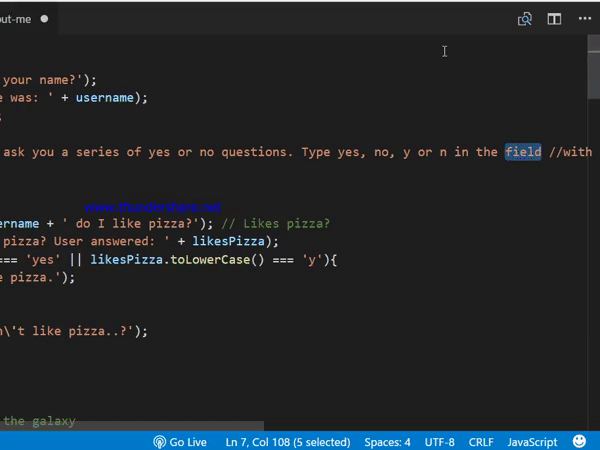 out-me
your name?');
e was: ' + username);
;
ask you a series of yes or no questions. Type yes, no, y or n in the field //with
www.thundershare.net
ername + ' do I like pizza?'); // Likes pizza?
pizza? User answered: ' + likesPizza);
=== 'yes' || likesPizza.toLowerCase() === 'y'){
e pizza.');
n\'t like pizza..?');
the galaxy
Go Live Ln 7, Col 108 (5 selected) Spaces: 4 UTF-8 CRLF JavaScript